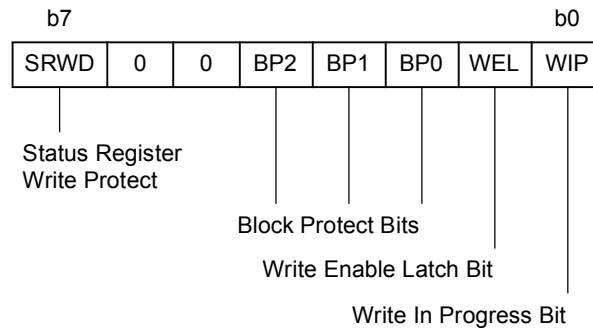 b7 b0
SRWD 0 0 BP2 BP1 BP0 WEL WIP
Status Register
Write Protect
Block Protect Bits
Write Enable Latch Bit
Write In Progress Bit